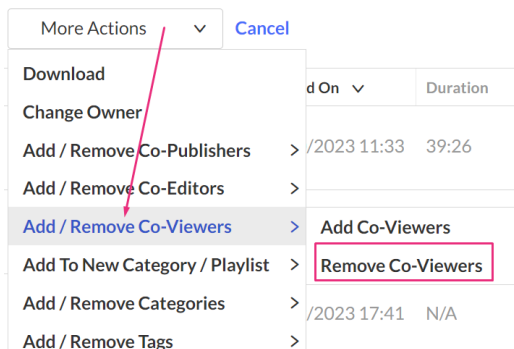 More Actions Cancel
Download
d On Duration
Change Owner
Add / Remove Co-Publishers
/2023 11:33 39:26
Add / Remove Co-Editors
Add / Remove Co-Viewers
Add Co-Viewers
Add To New Category / Playlist
Remove Co-Viewers
Add / Remove Categories
/2023 17:41 N/A
Add / Remove Tags